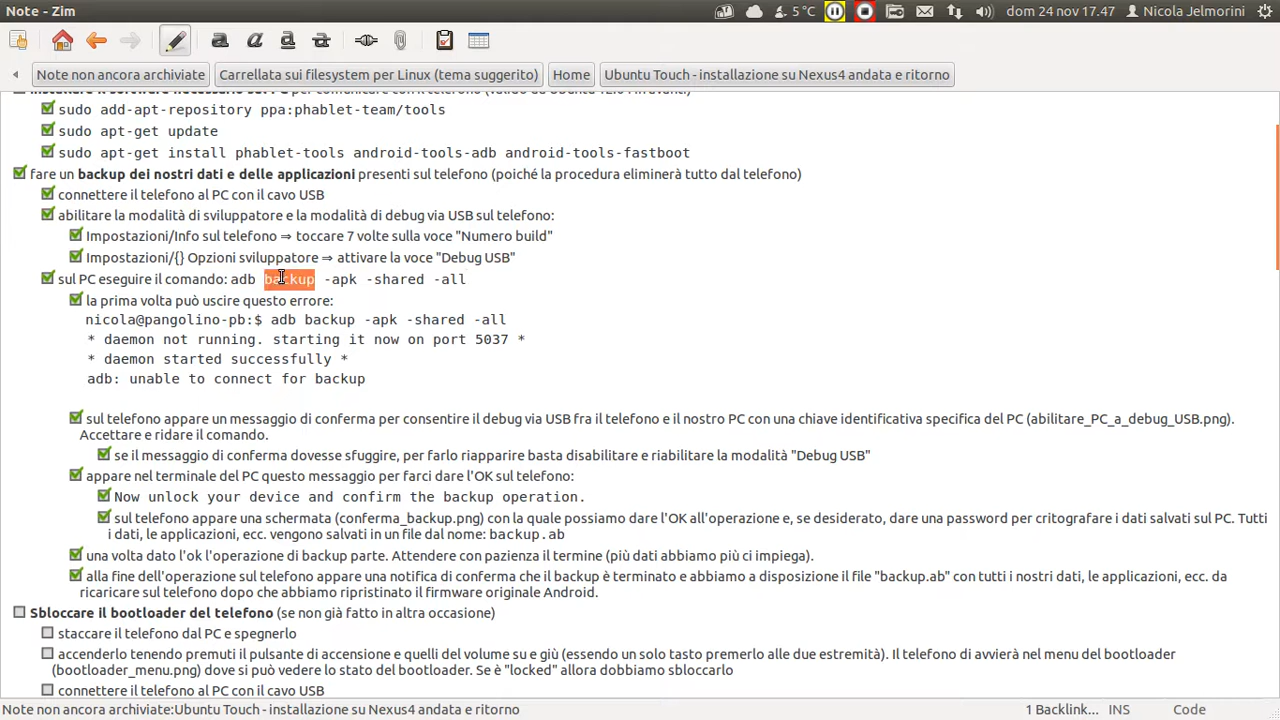 Note - Zim 5 °C dom 24 nov 17.47 Nicola Jelmorini
Note non ancora archiviate Carrellata sui filesystem per Linux (tema suggerito) Home Ubuntu Touch - installazione su Nexus4 andata e ritorno
sudo add-apt-repository ppa:phablet-team/tools
sudo apt-get update
sudo apt-get install phablet-tools android-tools-adb android-tools-fastboot
fare un backup dei nostri dati e delle applicazioni presenti sul telefono (poiché la procedura eliminerà tutto dal telefono)
connettere il telefono al PC con il cavo USB
abilitare la modalità di sviluppatore e la modalità di debug via USB sul telefono:
Impostazioni/Info sul telefono ⇒ toccare 7 volte sulla voce "Numero build"
Impostazioni/{} Opzioni sviluppatore ⇒ attivare la voce "Debug USB"
sul PC eseguire il comando: adb backup -apk -shared -all
la prima volta può uscire questo errore:
nicola@pangolino-pb:$ adb backup -apk -shared -all
* daemon not running. starting it now on port 5037 *
* daemon started successfully *
adb: unable to connect for backup
sul telefono appare un messaggio di conferma per consentire il debug via USB fra il telefono e il nostro PC con una chiave identificativa specifica del PC (abilitare_PC_a_debug_USB.png).
Accettare e ridare il comando.
se il messaggio di conferma dovesse sfuggire, per farlo riapparire basta disabilitare e riabilitare la modalità "Debug USB"
appare nel terminale del PC questo messaggio per farci dare l'OK sul telefono:
Now unlock your device and confirm the backup operation.
sul telefono appare una schermata (conferma_backup.png) con la quale possiamo dare l'OK all'operazione e, se desiderato, dare una password per critografare i dati salvati sul PC. Tutti
i dati, le applicazioni, ecc. vengono salvati in un file dal nome: backup.ab
una volta dato l'ok l'operazione di backup parte. Attendere con pazienza il termine (più dati abbiamo più ci impiega).
alla fine dell'operazione sul telefono appare una notifica di conferma che il backup è terminato e abbiamo a disposizione il file "backup.ab" con tutti i nostri dati, le applicazioni, ecc. da
ricaricare sul telefono dopo che abbiamo ripristinato il firmware originale Android.
Sbloccare il bootloader del telefono (se non già fatto in altra occasione)
staccare il telefono dal PC e spegnerlo
accenderlo tenendo premuti il pulsante di accensione e quelli del volume su e giù (essendo un solo tasto premerlo alle due estremità). Il telefono di avvierà nel menu del bootloader
(bootloader_menu.png) dove si può vedere lo stato del bootloader. Se è "locked" allora dobbiamo sbloccarlo
connettere il telefono al PC con il cavo USB
Note non ancora archiviate:Ubuntu Touch - installazione su Nexus4 andata e ritorno 1 Backlink... INS Code